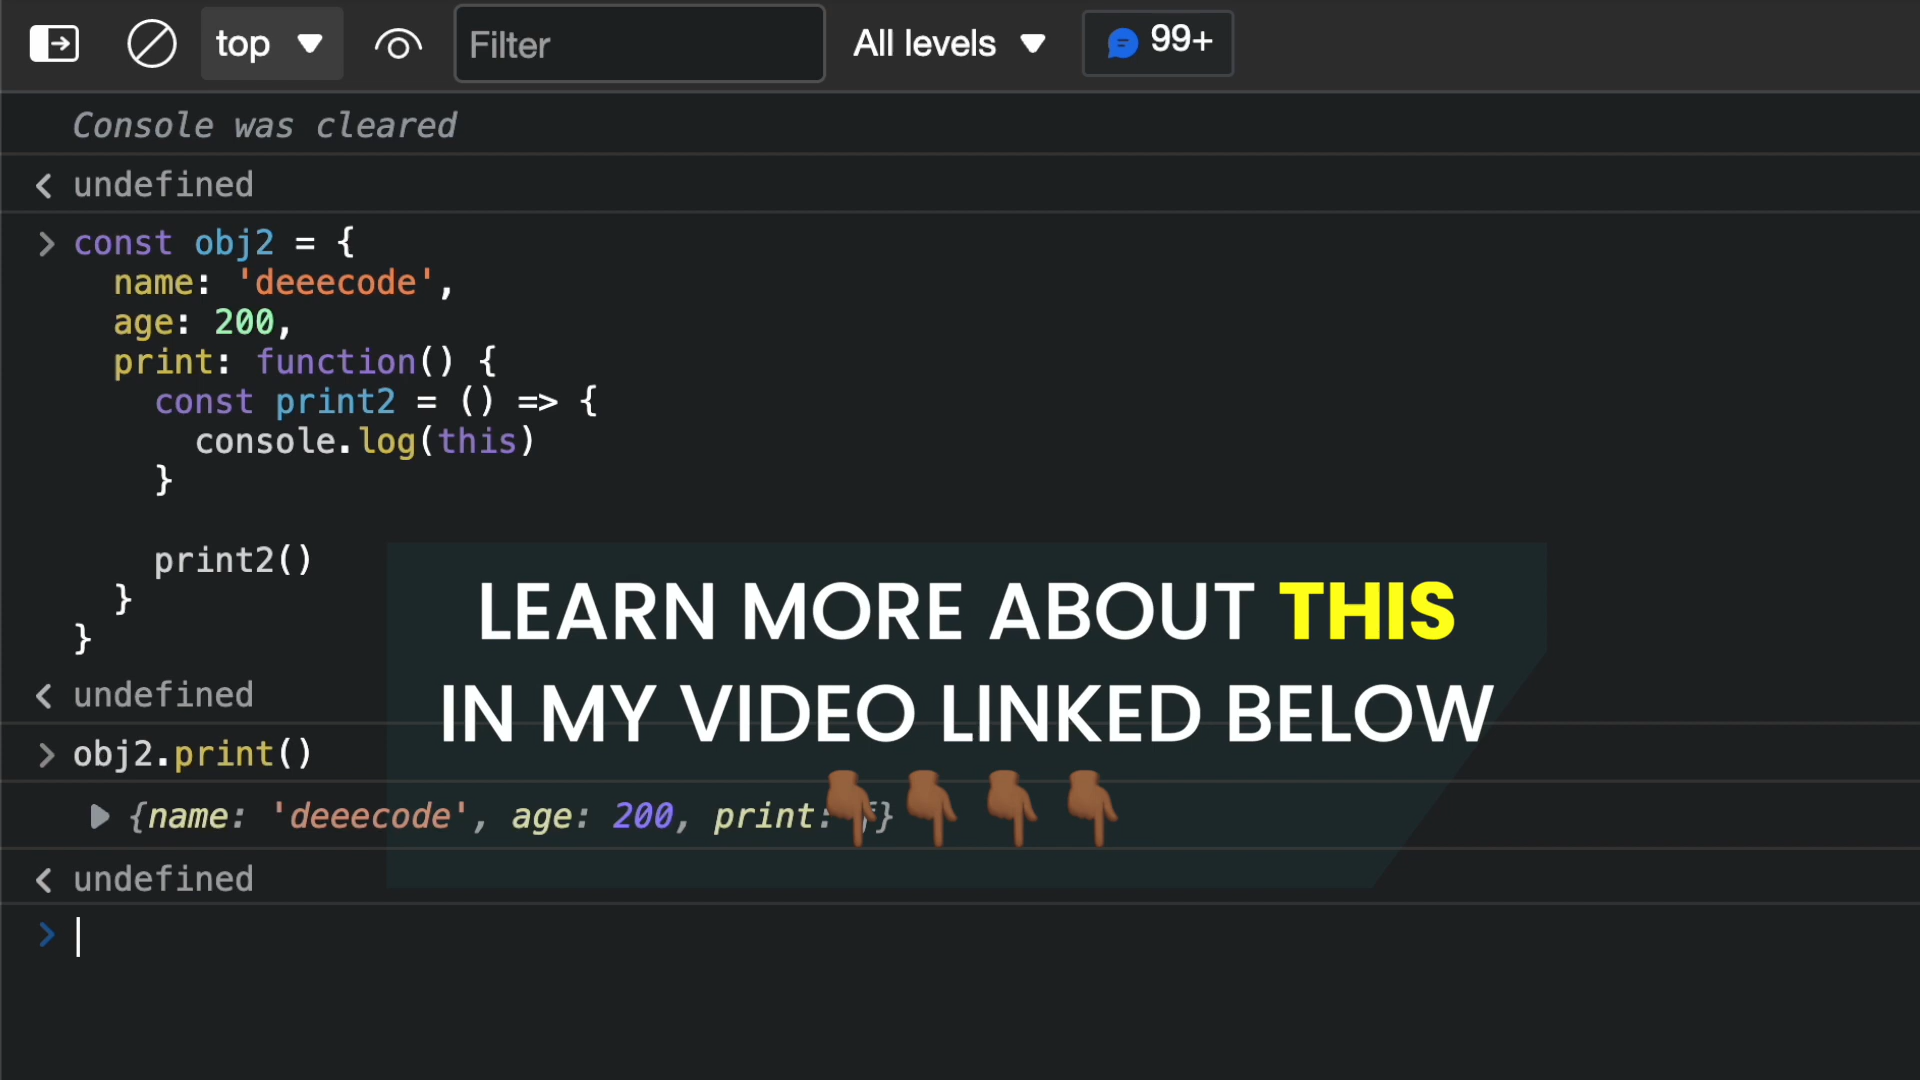 top ▼ Filter All levels ▼ 99+
Console was cleared
undefined
const obj2 = {
name: 'deeecode',
age: 200,
print: function() {
const print2 = () => {
console.log(this)
}
print2()
}
}
undefined
obj2.print()
{name: 'deeecode', age: 200, print: }
undefined
LEARN MORE ABOUT THIS
IN MY VIDEO LINKED BELOW
👇🏾👇🏾👇🏾👇🏾